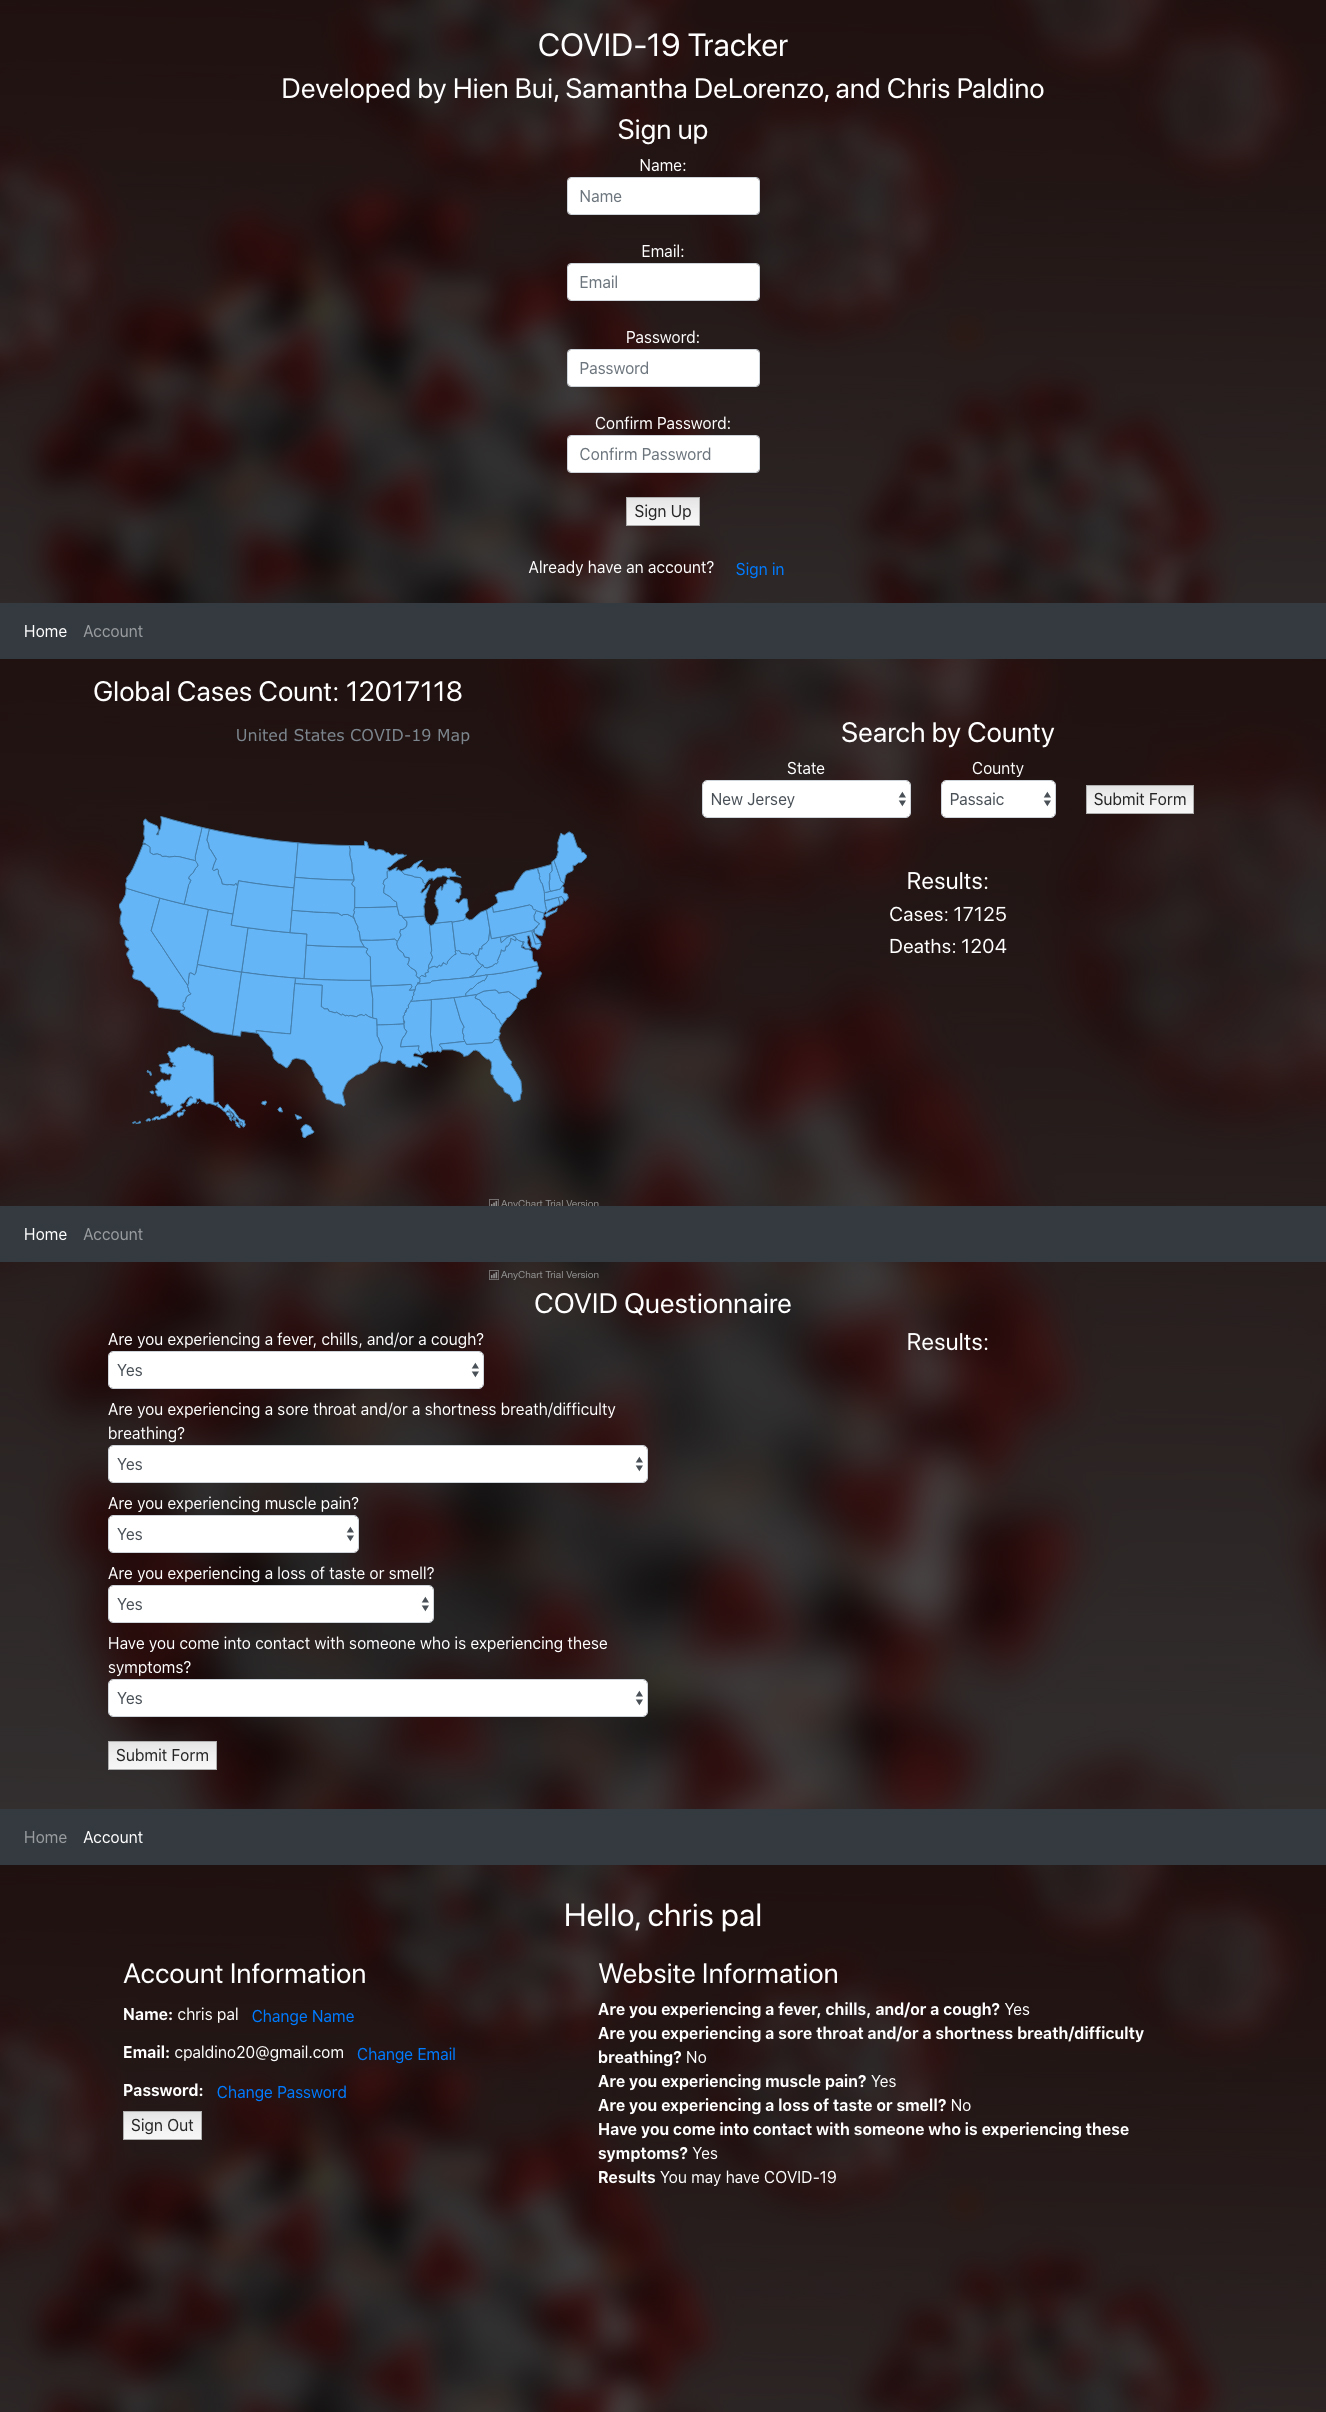 COVID-19 Tracker
Developed by Hien Bui, Samantha DeLorenzo, and Chris Paldino
Sign up
Name:
Name
Email:
Email
Password:
Password
Confirm Password:
Confirm Password
Sign Up
Already have an account? Sign in
Home Account
Global Cases Count: 12017118
United States COVID-19 Map
Search by County
State County
New Jersey Passaic Submit Form
Results:
Cases: 17125
Deaths: 1204
AnyChart Trial Version
Home Account
AnyChart Trial Version
COVID Questionnaire
Are you experiencing a fever, chills, and/or a cough?
Yes
Are you experiencing a sore throat and/or a shortness breath/difficulty
breathing?
Yes
Are you experiencing muscle pain?
Yes
Are you experiencing a loss of taste or smell?
Yes
Have you come into contact with someone who is experiencing these
symptoms?
Yes
Submit Form
Results:
Home Account
Hello, chris pal
Account Information
Name: chris pal Change Name
Email: cpaldino20@gmail.com Change Email
Password: Change Password
Sign Out
Website Information
Are you experiencing a fever, chills, and/or a cough? Yes
Are you experiencing a sore throat and/or a shortness breath/difficulty
breathing? No
Are you experiencing muscle pain? Yes
Are you experiencing a loss of taste or smell? No
Have you come into contact with someone who is experiencing these
symptoms? Yes
Results You may have COVID-19